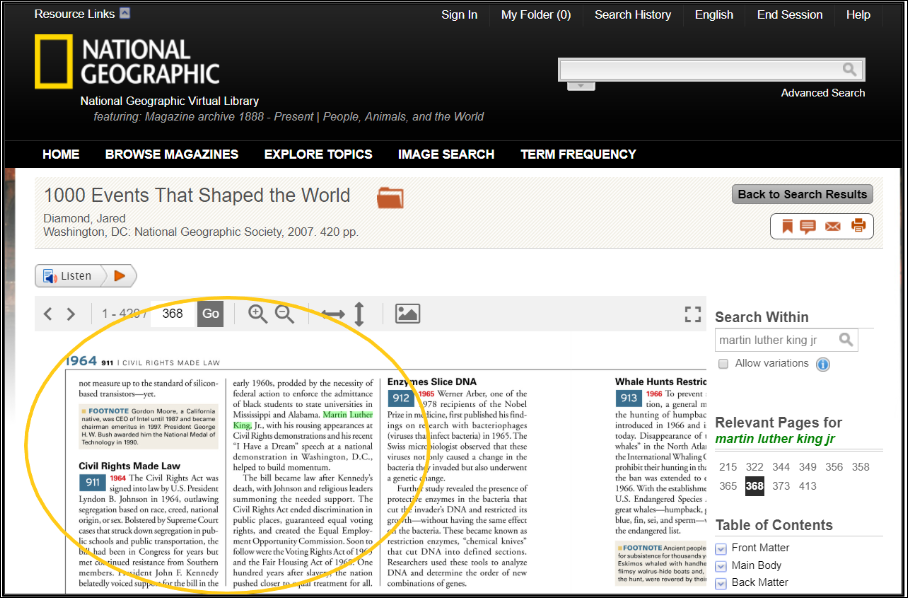 Resource Links
Sign In My Folder (0) Search History English End Session Help
NATIONAL
GEOGRAPHIC
National Geographic Virtual Library
featuring: Magazine archive 1888 - Present | People, Animals, and the World
Advanced Search
HOME BROWSE MAGAZINES EXPLORE TOPICS IMAGE SEARCH TERM FREQUENCY
1000 Events That Shaped the World
Back to Search Results
Diamond, Jared
Washington, DC: National Geographic Society, 2007. 420 pp.
Listen
1 - 420 / 368 Go
1964 911 | CIVIL RIGHTS MADE LAW
not measure up to the standard of silicon-
based transistors—yet.
FOOTNOTE Gordon Moore, a California
native, was CEO of Intel until 1987 and became
chairman emeritus in 1997. President George
H. W. Bush awarded him the National Medal of
Technology in 1990.
Civil Rights Made Law
911 1964 The Civil Rights Act was
signed into law by U.S. President
Lyndon B. Johnson in 1964, outlawing
segregation based on race, creed, national
origin, or sex. Bolstered by Supreme Court
cases that struck down segregation in pub-
lic schools and public transportation, the
bill had been in Congress for years but
met continued resistance from Southern
members. President John F. Kennedy
belatedly voiced support for the bill in the
early 1960s, prodded by the necessity of
federal action to enforce the admittance
of black students to state universities in
Mississippi and Alabama. Martin Luther
King, Jr., with his rousing appearances at
Civil Rights demonstrations and his recent
"I Have a Dream" speech at a national
demonstration in Washington, D.C.,
helped to build momentum.
The bill became law after Kennedy's
death, with Johnson and religious leaders
summoning the needed support. The
Civil Rights Act ended discrimination in
public places, guaranteed equal voting
rights, and created the Equal Employ-
ment Opportunity Commission. Soon to
follow were the Voting Rights Act of 1965
and the Fair Housing Act of 1968. One
hundred years after slavery, the nation
pushed closer to equal treatment for all.
Enzymes Slice DNA
912 1965 Werner Arber, one of the
1978 recipients of the Nobel
Prize in medicine, first published his find-
ings on research with bacteriophages
(viruses that infect bacteria) in 1965. The
Swiss microbiologist observed that these
viruses not only caused a change in the
bacteria they invaded but also underwent
a genetic change.
Further study revealed the presence of
protective enzymes in the bacteria that
cut the invader's DNA and restricted its
growth—without having the same effect
on the bacteria. These became known as
restriction enzymes, "chemical knives"
that cut DNA into defined sections.
Researchers used these tools to analyze
DNA and determine the order of new
combinations of genes.
Whale Hunts Restric
913 1966 To prevent
tion, a general m
the hunting of humpbac
introduced in 1966 and i
today. Disappearance of
whales" in the North Atlan
the International Whaling C
prohibit their hunting in tha
the ban was extended to e
1966. With the establishme
U.S. Endangered Species
great whales—humpback, g
blue, fin, sei, and sperm—
the endangered list.
FOOTNOTE Ancient people
for subsistence for thousands y
Eskimos whaled with handhe
flimsy walrus-hide boats and,
the hunt, were revered by their
Search Within
martin luther king jr
Allow variations
Relevant Pages for
martin luther king jr
215 322 344 349 356 358
365 368 373 413
Table of Contents
Front Matter
Main Body
Back Matter